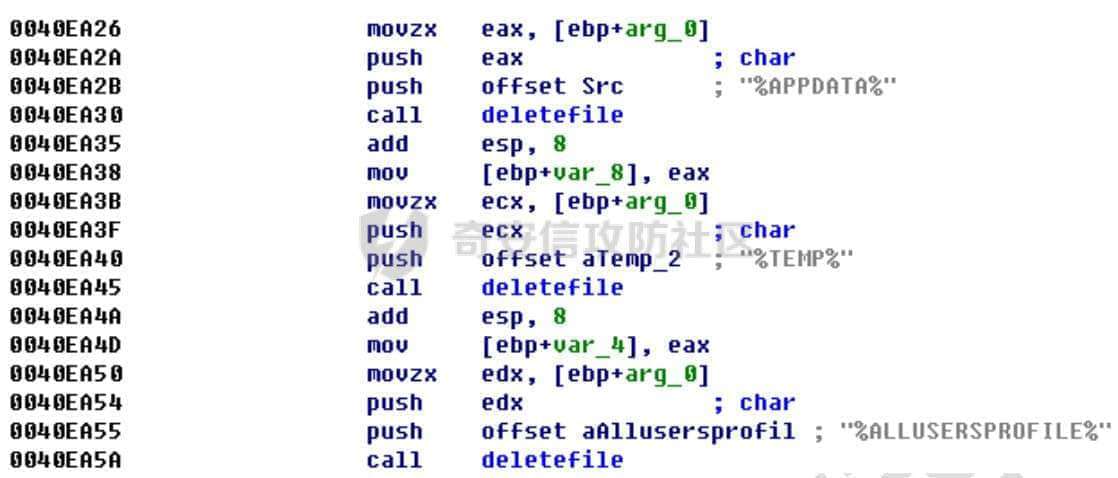 0040EA26 movzx eax, [ebp+arg_0]
0040EA2A push eax ; char
0040EA2B push offset Src ; "%APPDATA%"
0040EA30 call deletefile
0040EA35 add esp, 8
0040EA38 mov [ebp+var_8], eax
0040EA3B movzx ecx, [ebp+arg_0]
0040EA3F push ecx ; char
奇安信攻防社区
0040EA40 push offset aTemp_2 ; "%TEMP%"
0040EA45 call deletefile
0040EA4A add esp, 8
0040EA4D mov [ebp+var_4], eax
0040EA50 movzx edx, [ebp+arg_0]
0040EA54 push edx ; char
0040EA55 push offset aAllusersprofil ; "%ALLUSERSPROFILE%"
0040EA5A call deletefile